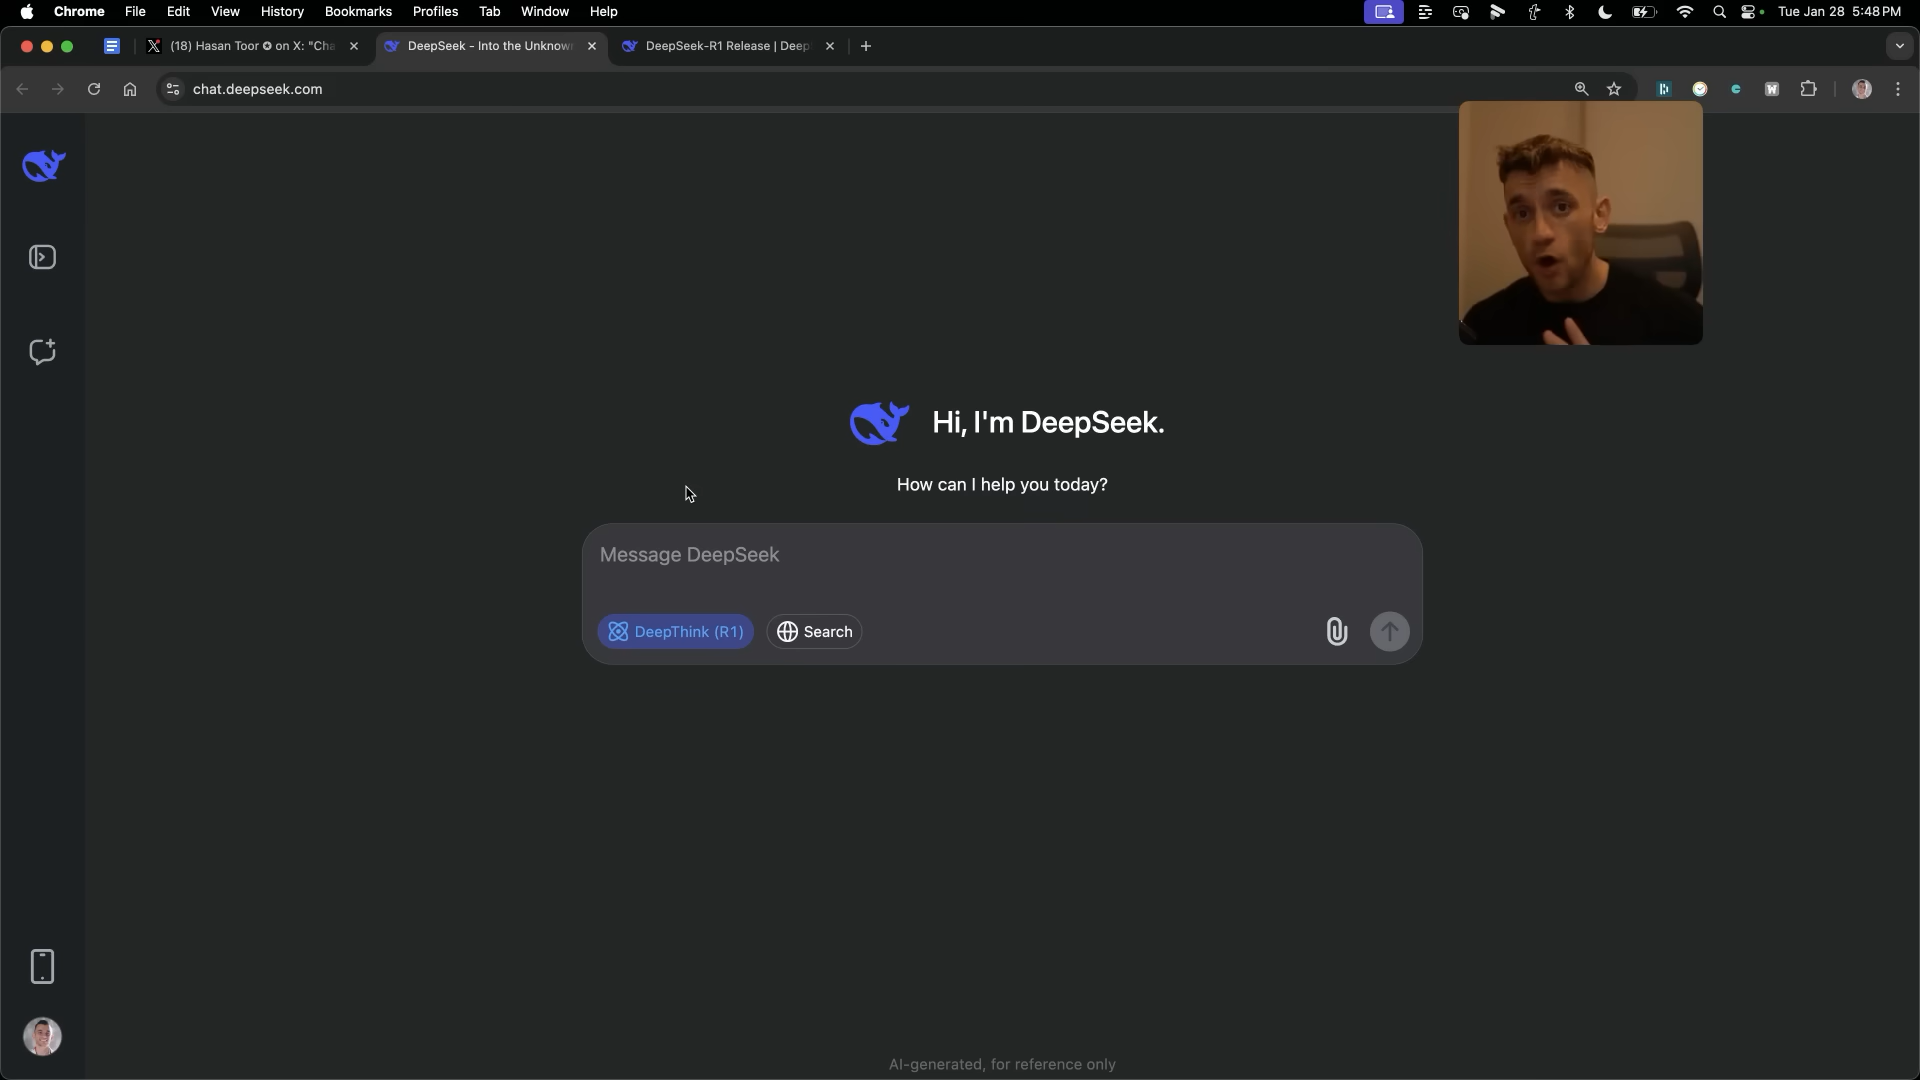 Chrome File Edit View History Bookmarks Profiles Tab Window Help Tue Jan 28 5:48 PM
(18) Hasan Toor on X: "Cha DeepSeek - Into the Unknown DeepSeek-R1 Release | Deep
chat.deepseek.com
Hi, I'm DeepSeek.
How can I help you today?
Message DeepSeek
DeepThink (R1) Search
AI-generated, for reference only